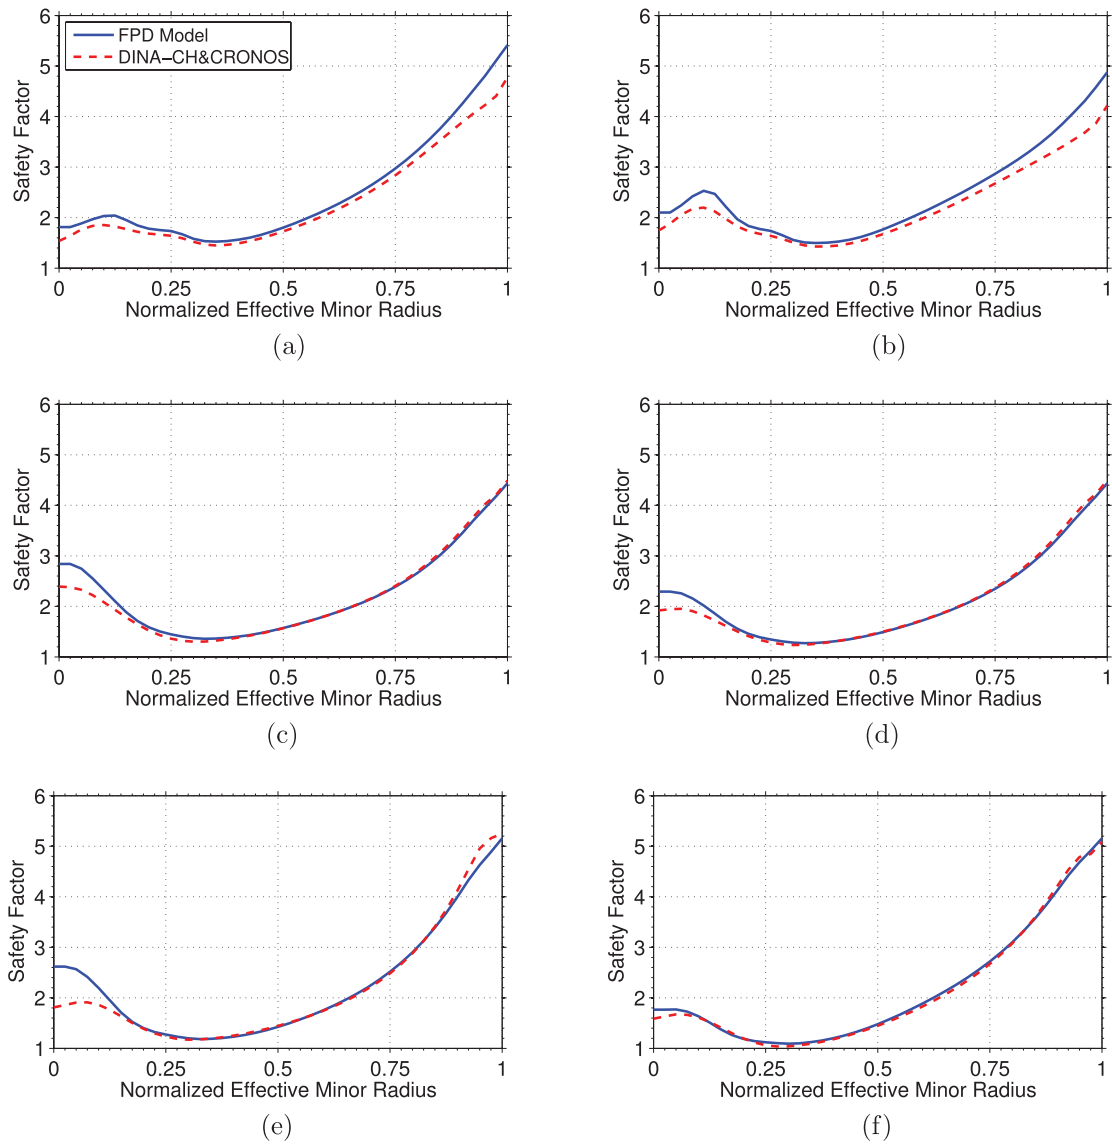 6
5
4
3
2
1
Safety Factor
FPD Model
DINA−CH&CRONOS
0 0.25 0.5 0.75 1
Normalized Effective Minor Radius
(a)
6
5
4
3
2
1
Safety Factor
0 0.25 0.5 0.75 1
Normalized Effective Minor Radius
(b)
6
5
4
3
2
1
Safety Factor
0 0.25 0.5 0.75 1
Normalized Effective Minor Radius
(c)
6
5
4
3
2
1
Safety Factor
0 0.25 0.5 0.75 1
Normalized Effective Minor Radius
(d)
6
5
4
3
2
1
Safety Factor
0 0.25 0.5 0.75 1
Normalized Effective Minor Radius
(e)
6
5
4
3
2
1
Safety Factor
0 0.25 0.5 0.75 1
Normalized Effective Minor Radius
(f)